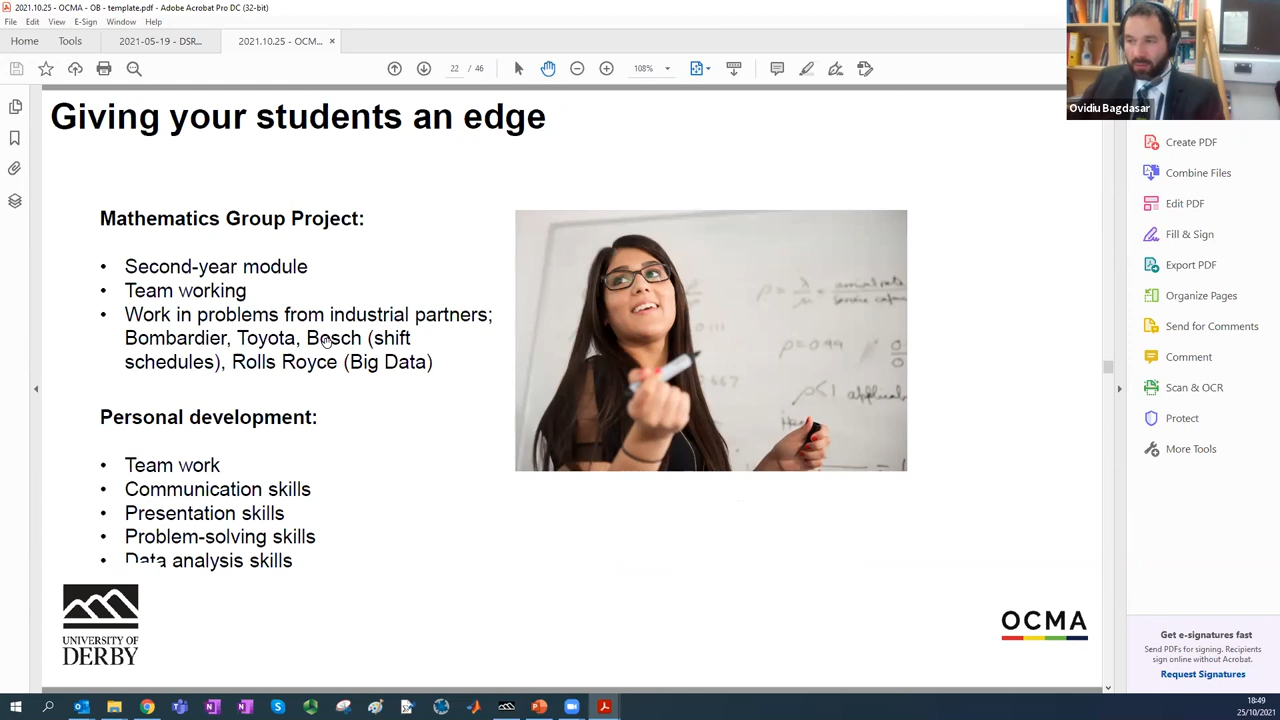 2021.10.25 - OCMA - OB - template.pdf - Adobe Acrobat Pro DC (32-bit)
File Edit View E-Sign Window Help
Home Tools 2021-05-19 - DSR... 2021.10.25 - OCM... ×
22 / 46 108%
Ovidiu Bagdasar
Giving your students an edge
Mathematics Group Project:
• Second-year module
• Team working
• Work in problems from industrial partners;
Bombardier, Toyota, Bosch (shift
schedules), Rolls Royce (Big Data)
Personal development:
• Team work
• Communication skills
• Presentation skills
• Problem-solving skills
• Data analysis skills
UNIVERSITY OF
DERBY
OCMA
Create PDF
Combine Files
Edit PDF
Fill & Sign
Export PDF
Organize Pages
Send for Comments
Comment
Scan & OCR
Protect
More Tools
Get e-signatures fast
Send PDFs for signing. Recipients
sign online without Acrobat.
Request Signatures
18:49
25/10/2021